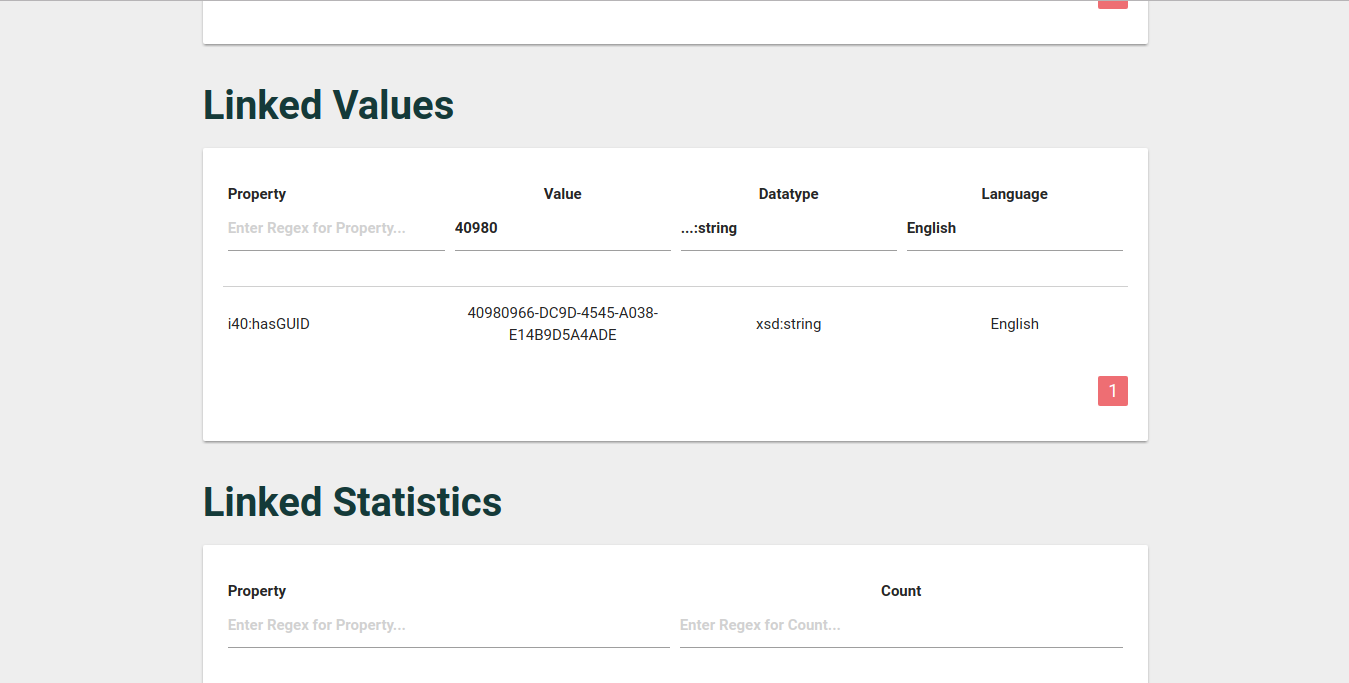 Linked Values
Property Value Datatype Language
Enter Regex for Property... 40980 ...:string English
i40:hasGUID 40980966-DC9D-4545-A038-
E14B9D5A4ADE xsd:string English
1
Linked Statistics
Property Count
Enter Regex for Property... Enter Regex for Count...